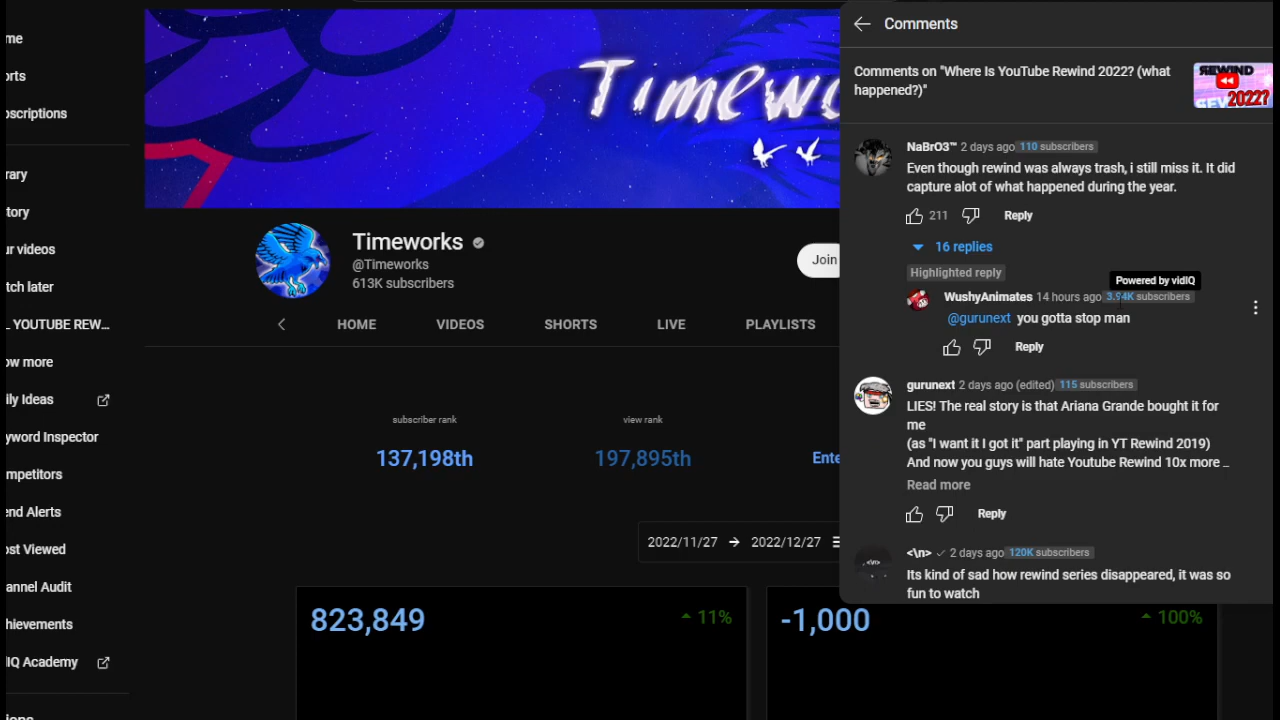 me
orts
oscriptions
rary
tory
ur videos
tch later
L YOUTUBE REW...
ow more
ily Ideas
yword Inspector
mpetitors
end Alerts
ost Viewed
annel Audit
hievements
IQ Academy
Timewo
Timeworks
@Timeworks
613K subscribers
Join
HOME VIDEOS SHORTS LIVE PLAYLISTS
subscriber rank view rank
137,198th 197,895th Ente
2022/11/27 → 2022/12/27
823,849 11%
-1,000 100%
Comments
Comments on "Where Is YouTube Rewind 2022? (what
happened?)"
REWIND
2022?
NaBrO3™ 2 days ago 110 subscribers
Even though rewind was always trash, i still miss it. It did
capture alot of what happened during the year.
211 Reply
16 replies
Highlighted reply
Powered by vidIQ
WushyAnimates 14 hours ago 3.94K subscribers
@gurunext you gotta stop man
Reply
gurunext 2 days ago (edited) 115 subscribers
LIES! The real story is that Ariana Grande bought it for
me
(as "I want it I got it" part playing in YT Rewind 2019)
And now you guys will hate Youtube Rewind 10x more ...
Read more
Reply
<\n> 2 days ago 120K subscribers
Its kind of sad how rewind series disappeared, it was so
fun to watch